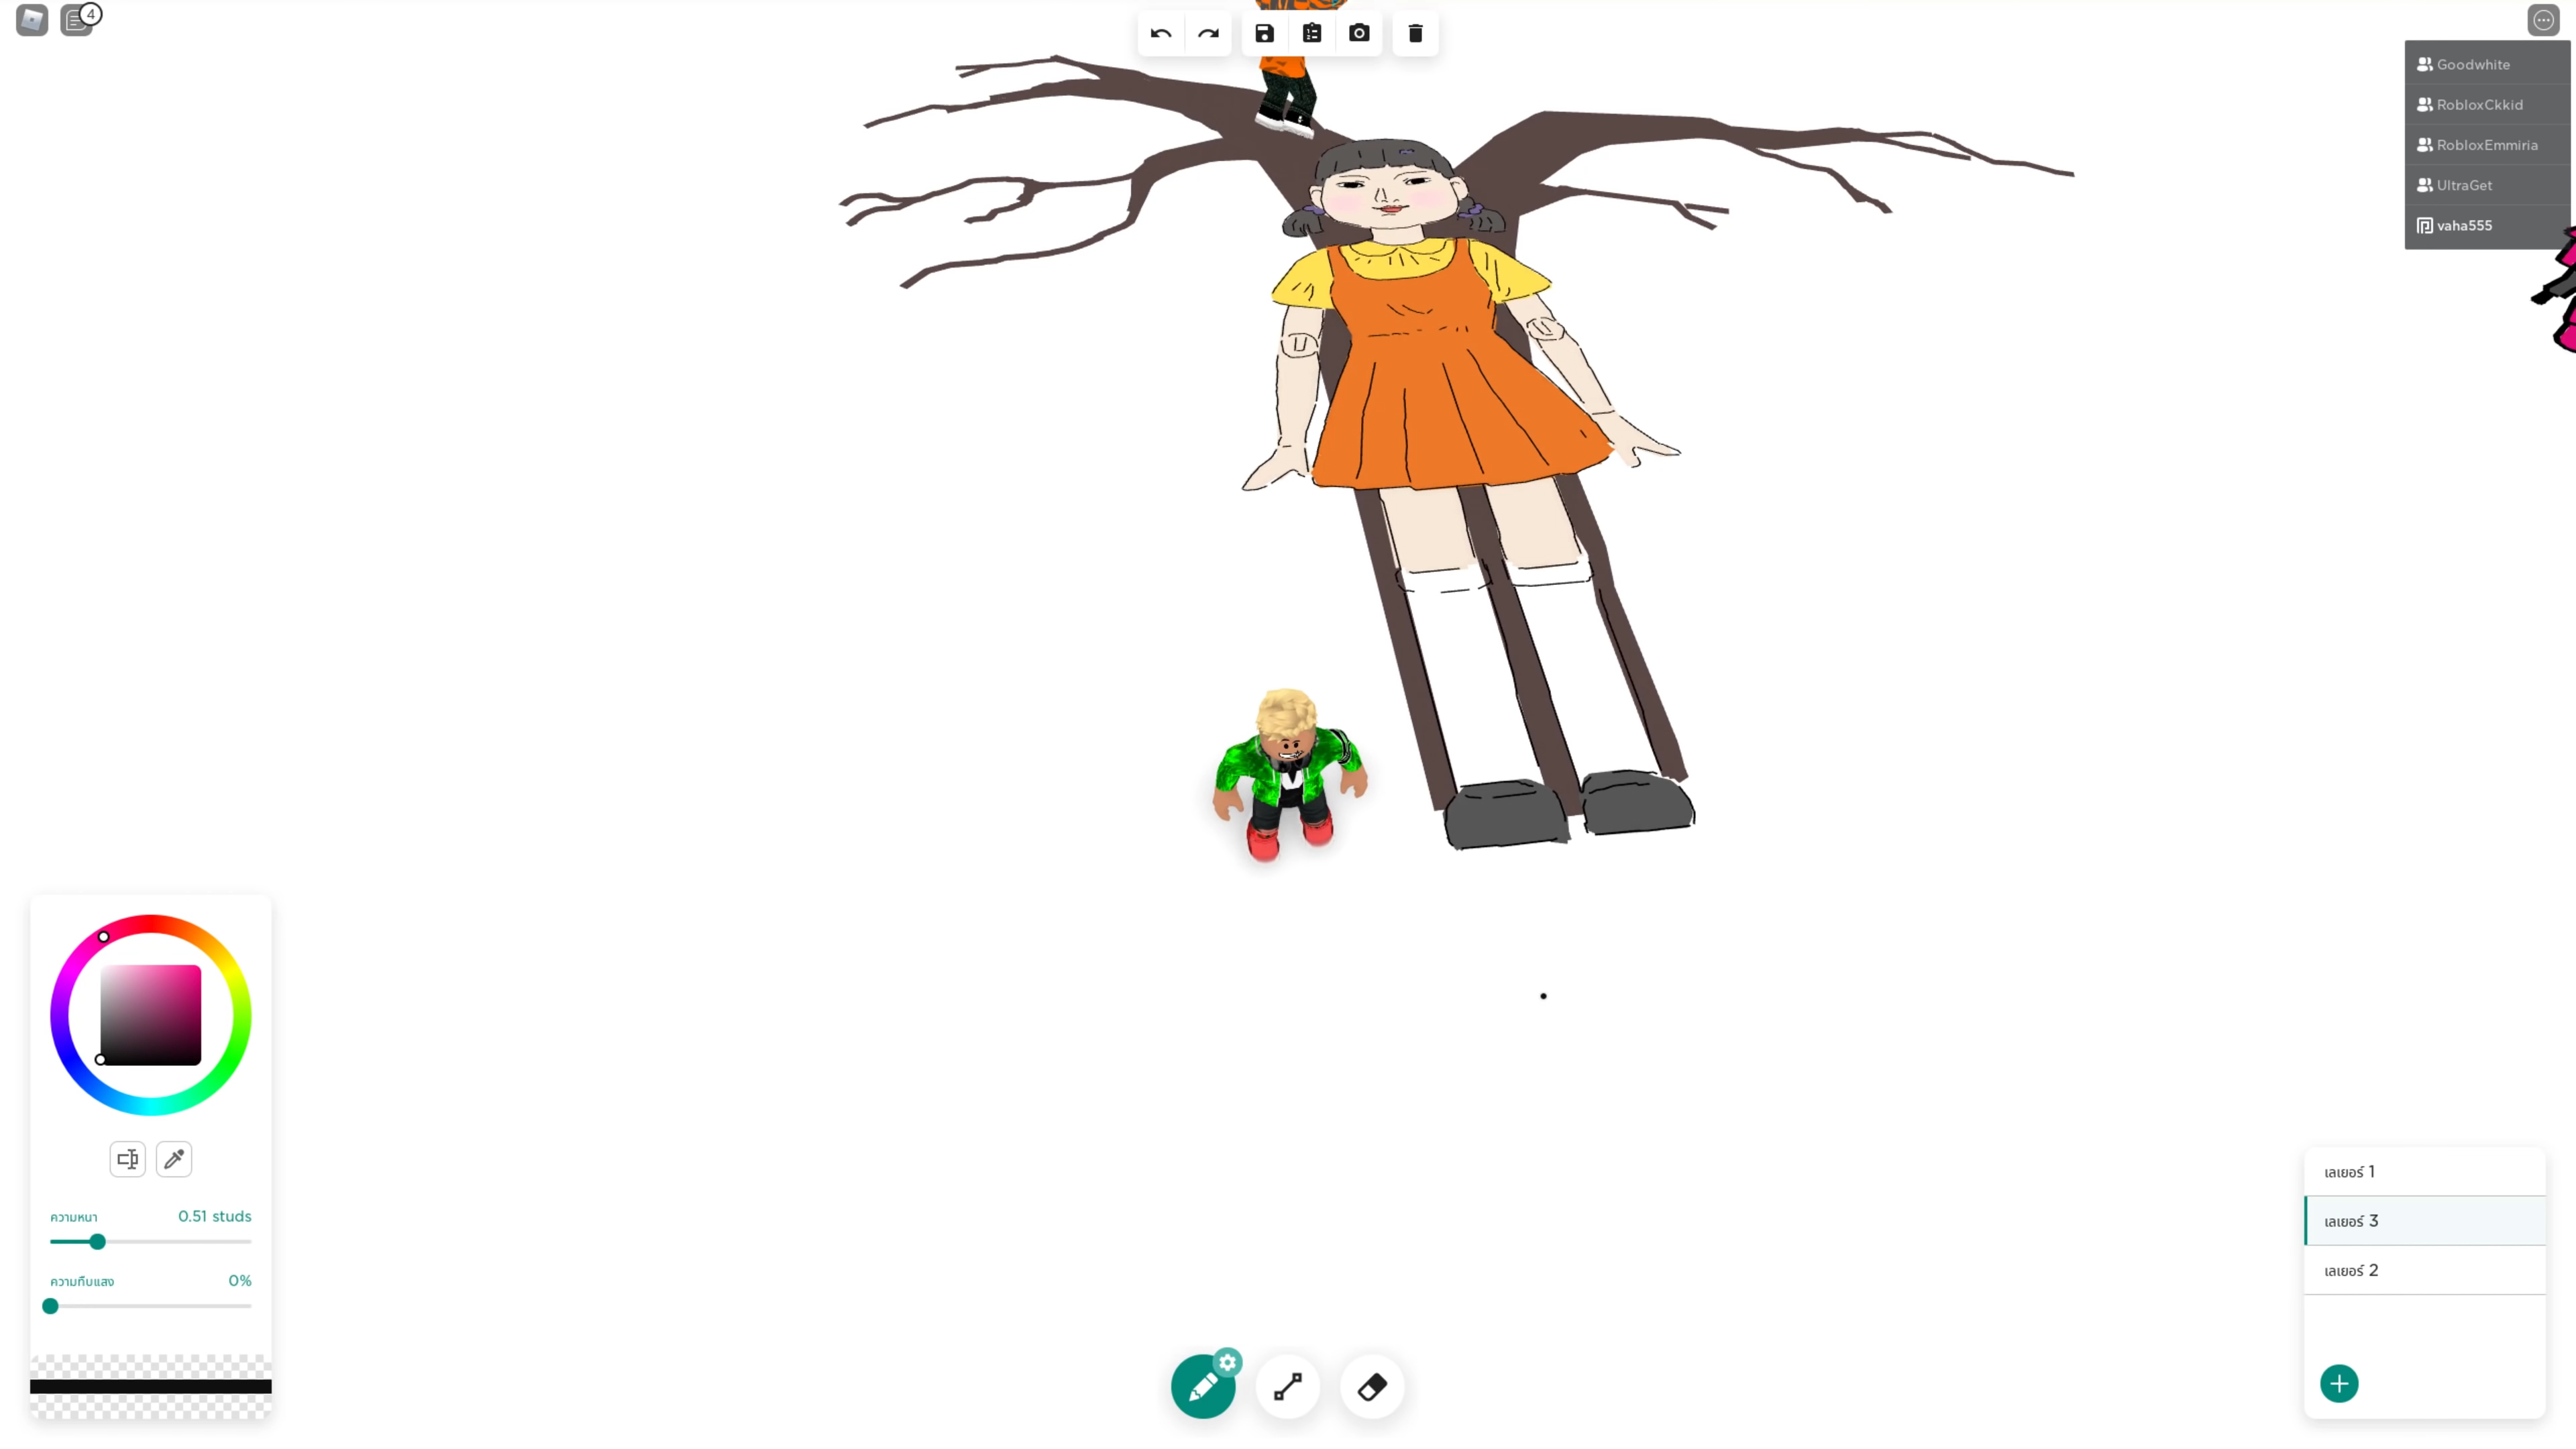 4
Goodwhite
RobloxCkkid
RobloxEmmiria
UltraGet
vaha555
ความหนา 0.51 studs
ความทึบแสง 0%
เลเยอร์ 1
เลเยอร์ 3
เลเยอร์ 2